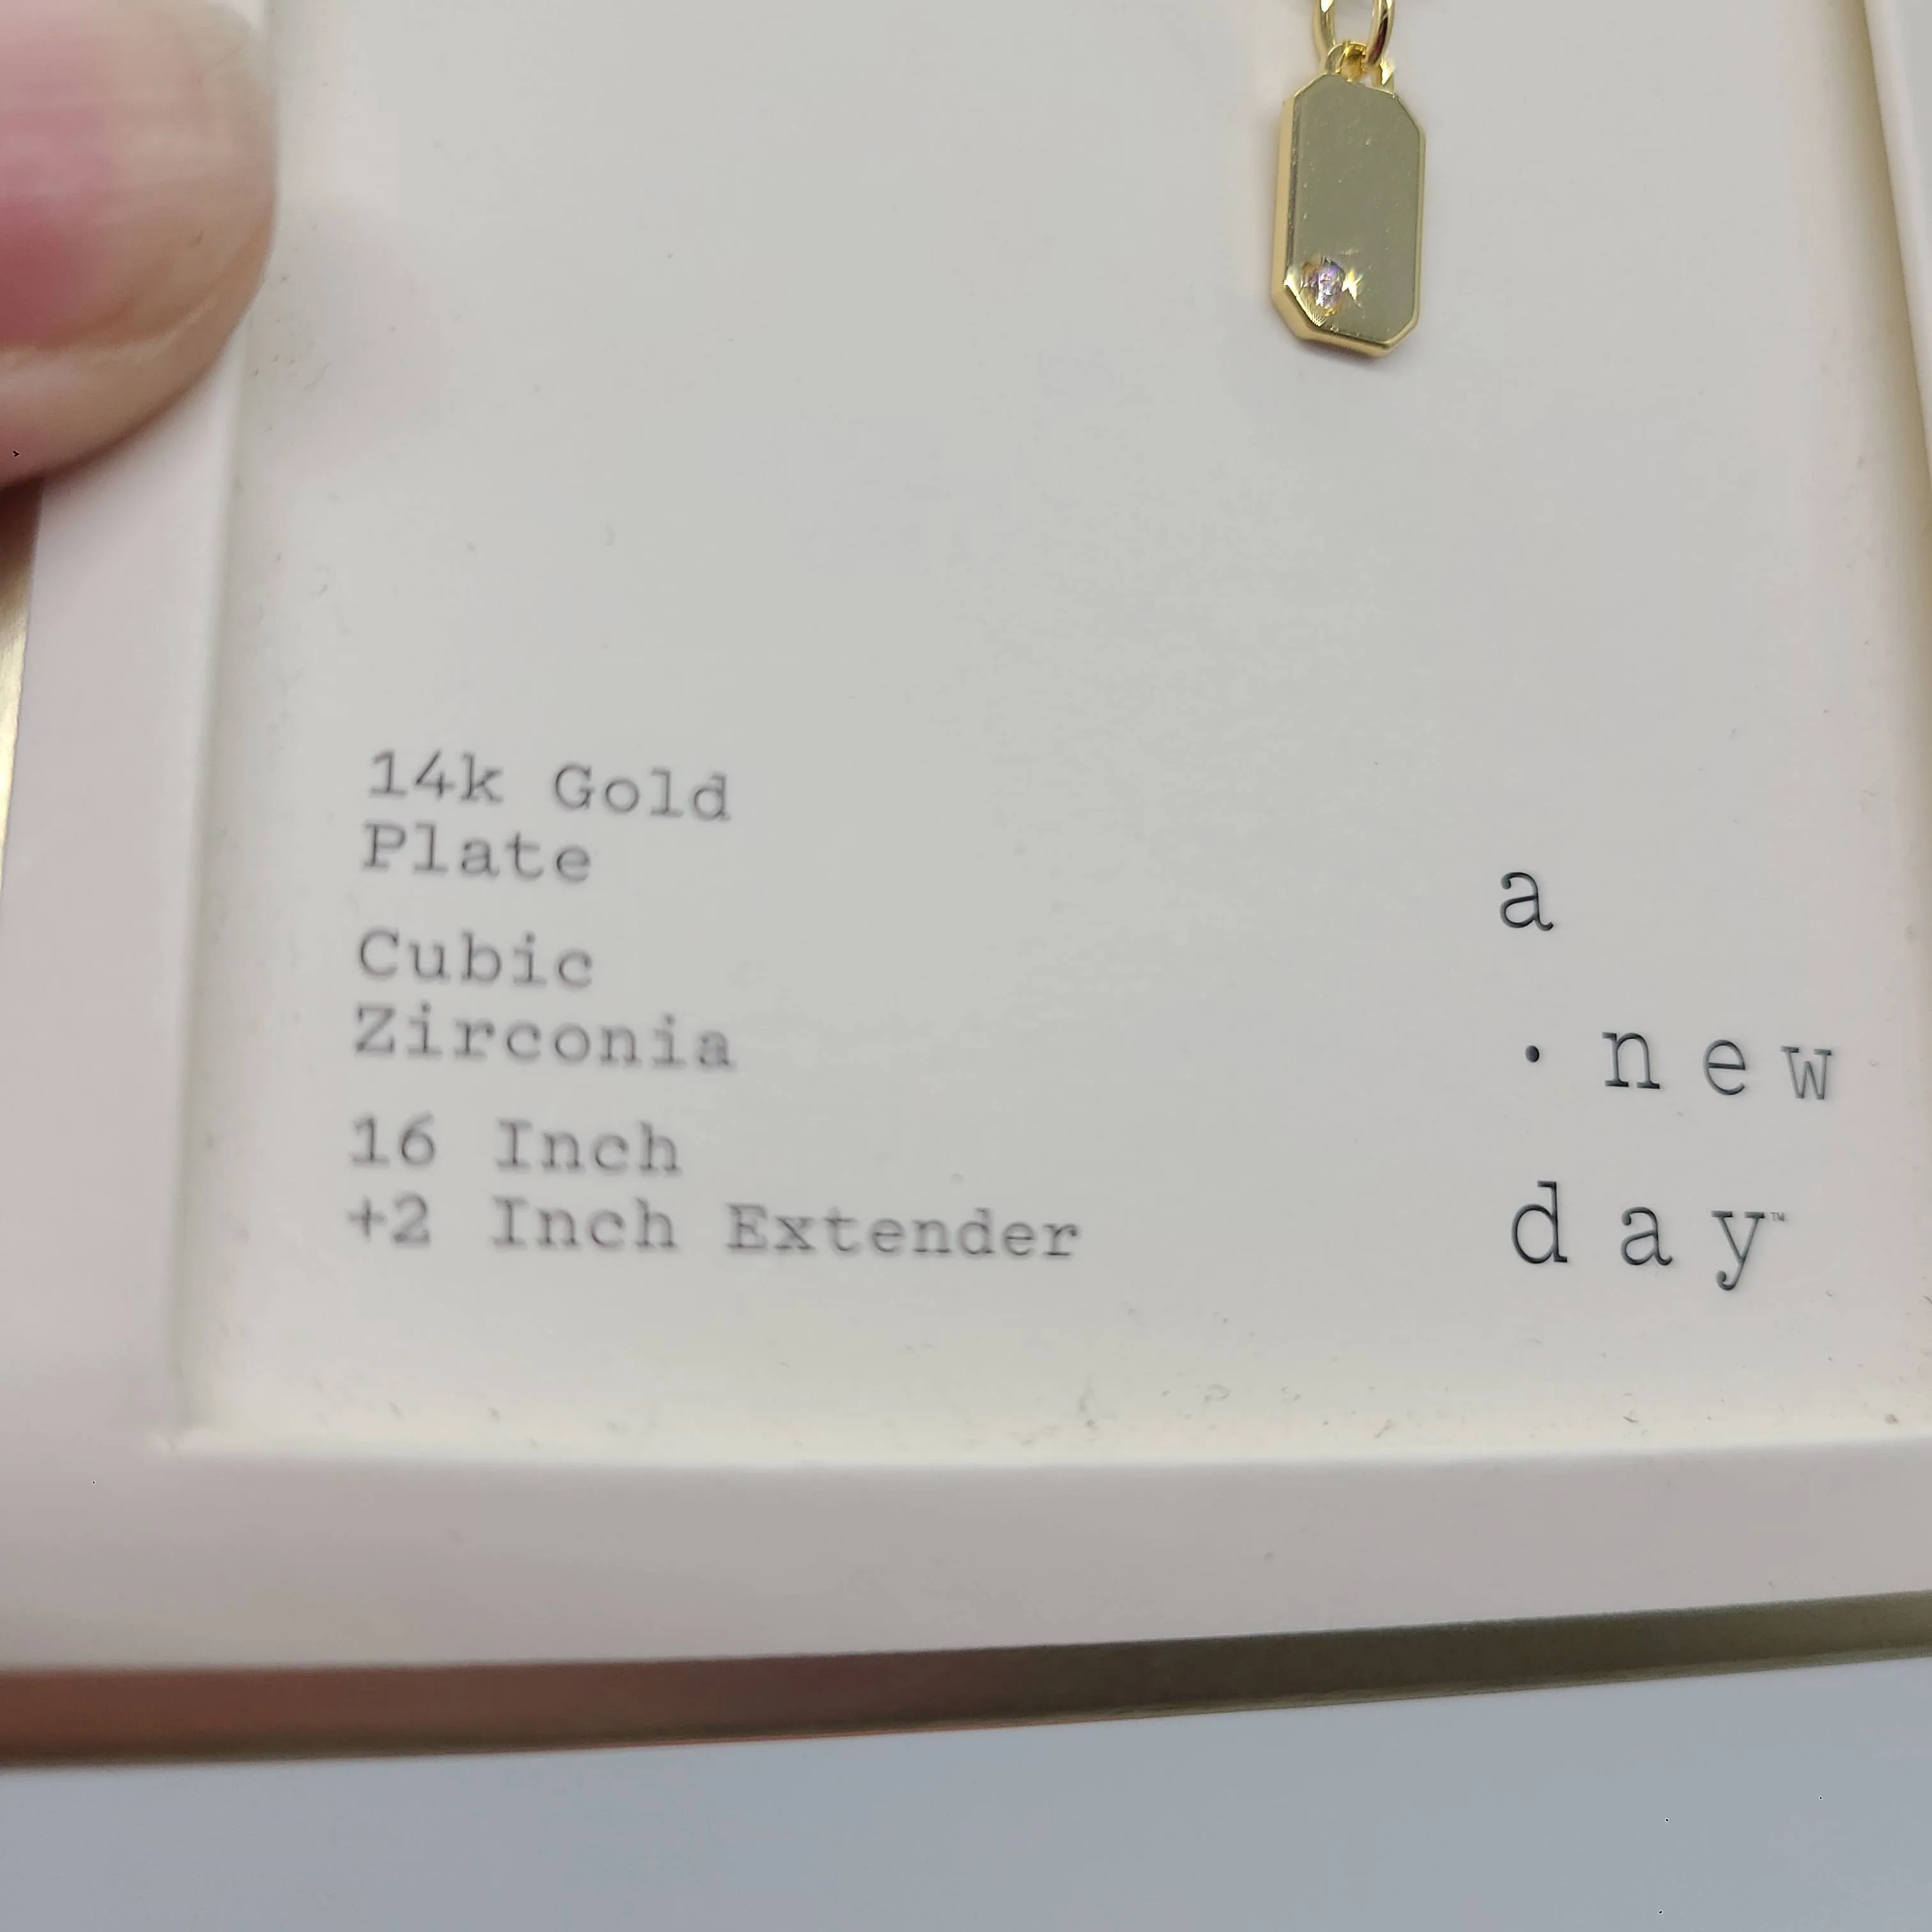 14k Gold
Plate
Cubic
Zirconia
16 Inch
+2 Inch Extender
a
· new
day™